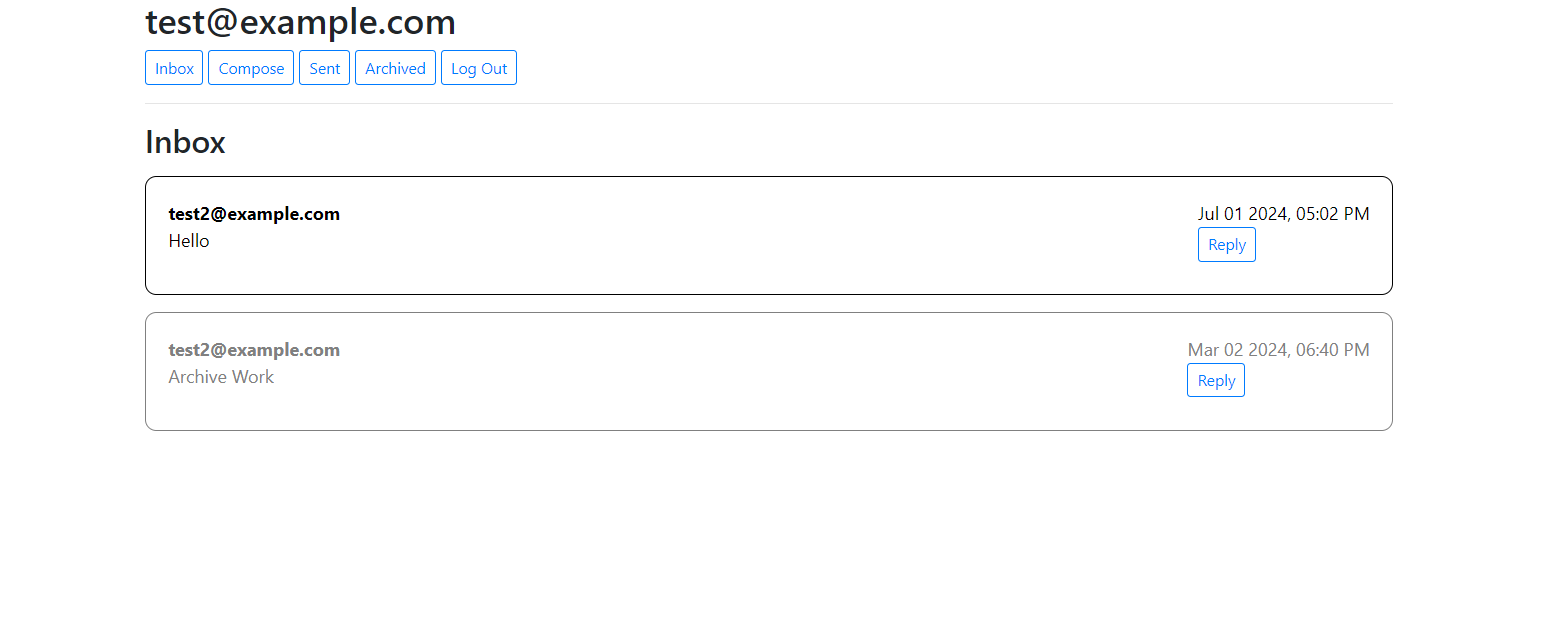 test@example.com
Inbox Compose Sent Archived Log Out
Inbox
test2@example.com Jul 01 2024, 05:02 PM
Hello Reply
test2@example.com Mar 02 2024, 06:40 PM
Archive Work Reply